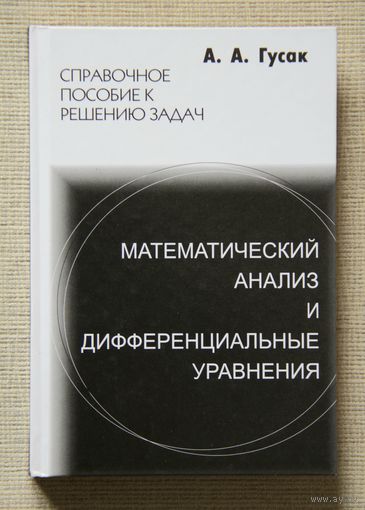 А. А. Гусак
СПРАВОЧНОЕ
ПОСОБИЕ К
РЕШЕНИЮ ЗАДАЧ
МАТЕМАТИЧЕСКИЙ
АНАЛИЗ
И
ДИФФЕРЕНЦИАЛЬНЫЕ
УРАВНЕНИЯ